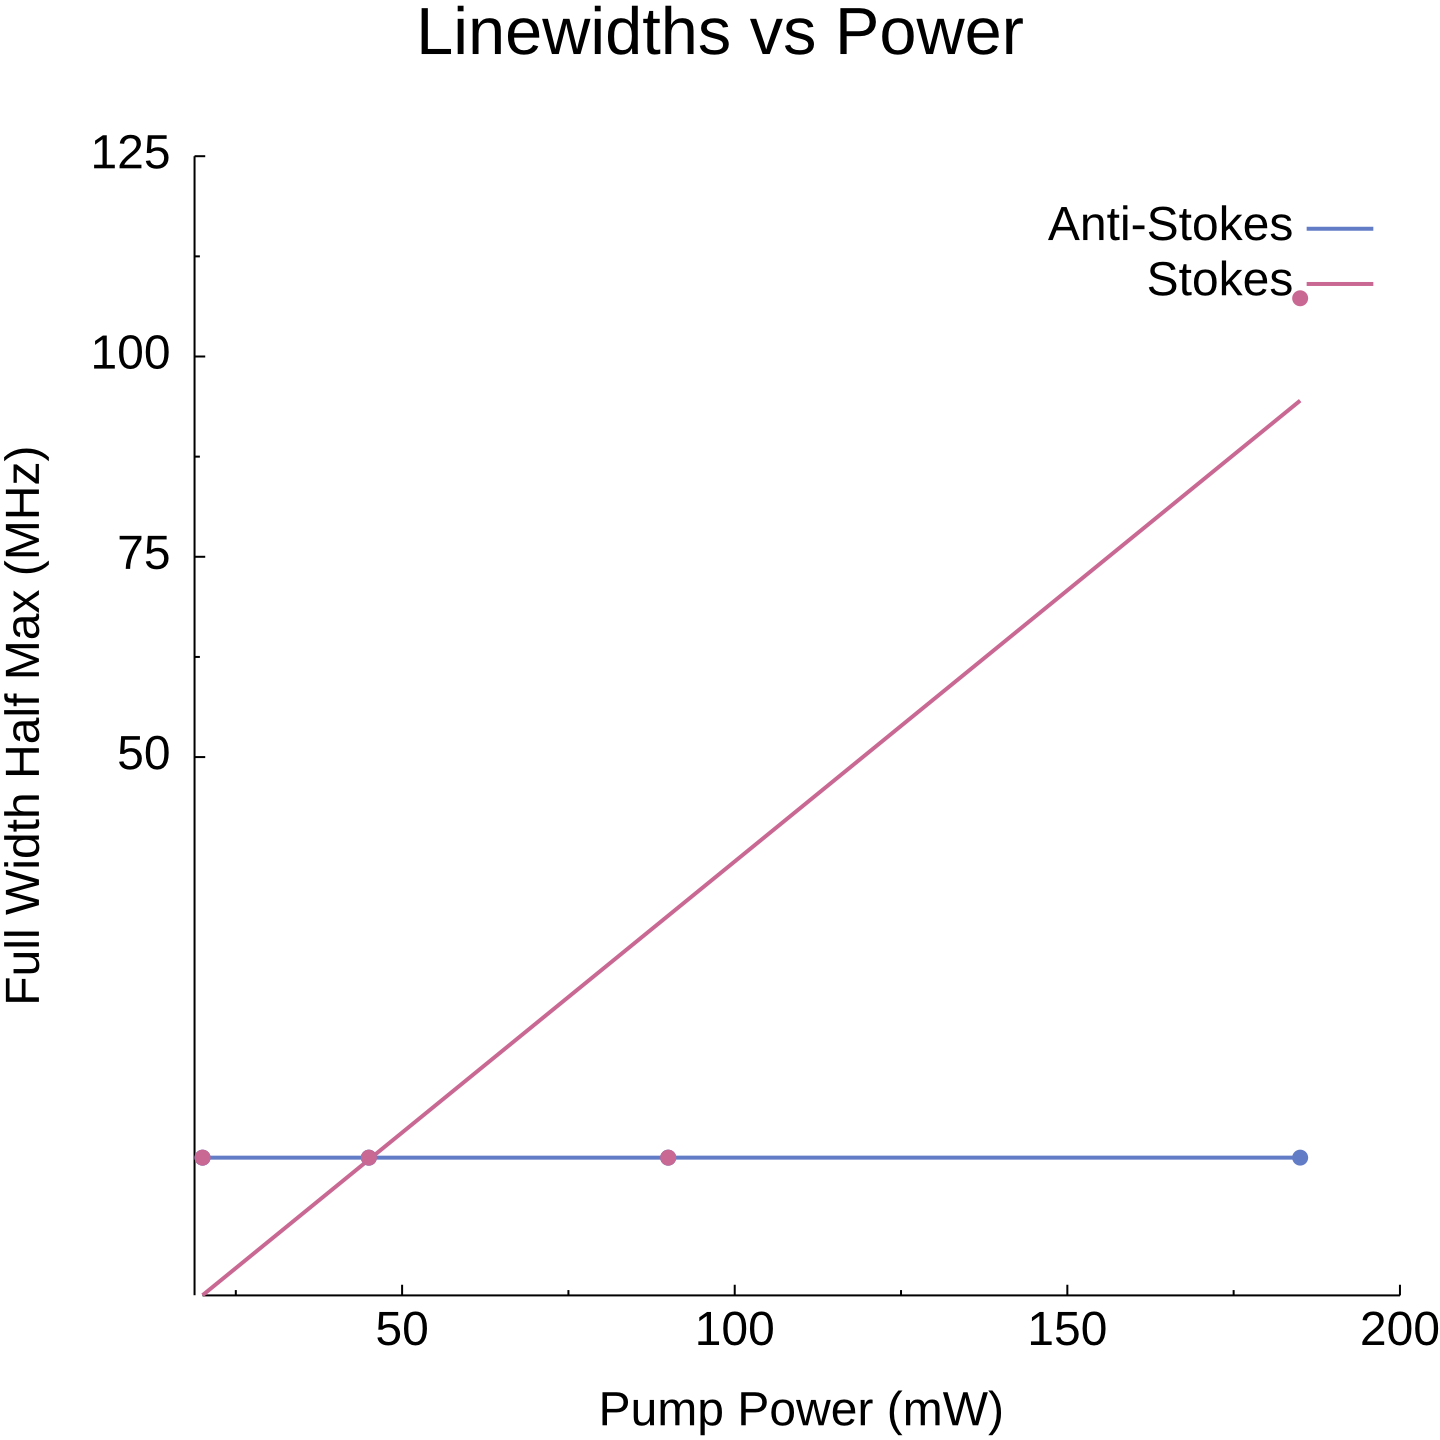 Linewidths vs Power
125
100
75
50
Full Width Half Max (MHz)
Anti-Stokes
Stokes
50 100 150 200
Pump Power (mW)